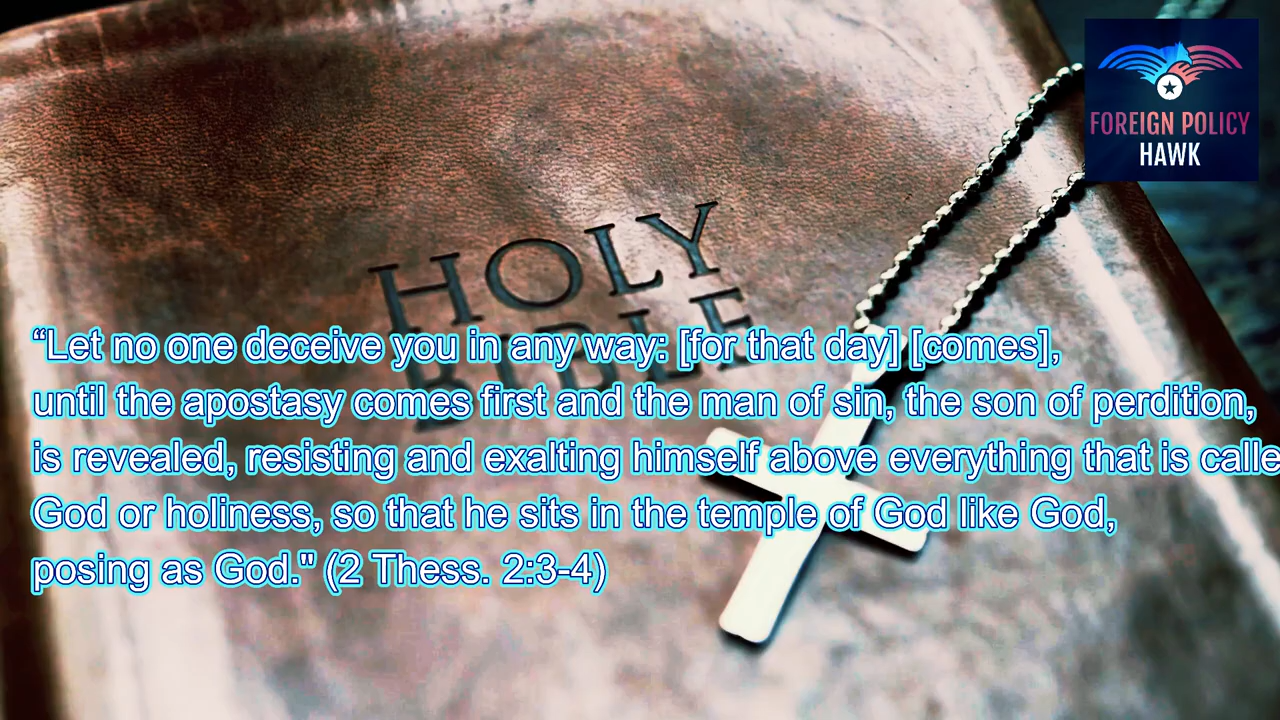 FOREIGN POLICY
HAWK
HOLY
BIBLE
“Let no one deceive you in any way: [for that day] [comes],
until the apostasy comes first and the man of sin, the son of perdition,
is revealed, resisting and exalting himself above everything that is calle
God or holiness, so that he sits in the temple of God like God,
posing as God." (2 Thess. 2:3-4)